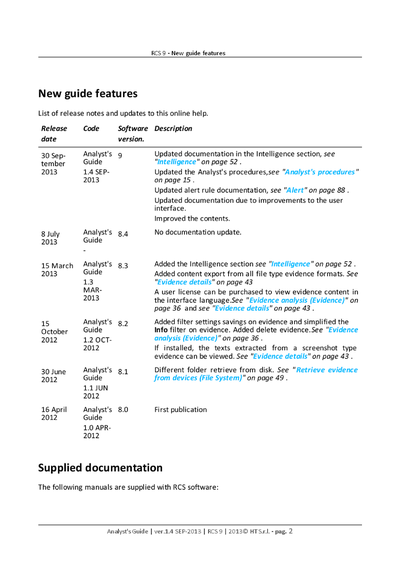 RCS 9 - New guide features
New guide features
List of release notes and updates to this online help.
Release date Code Software version. Description
30 Sep-tember 2013 Analyst's Guide 1.4 SEP-2013 9 Updated documentation in the Intelligence section, see
"Intelligence" on page 52 .
Updated the Analyst's procedures,see "Analyst's procedures"
on page 15 .
Updated alert rule documentation, see "Alert" on page 88 .
Updated documentation due to improvements to the user
interface.
Improved the contents.
8 July 2013 Analyst's Guide - 8.4 No documentation update.
15 March 2013 Analyst's Guide 1.3 MAR-2013 8.3 Added the Intelligence section see "Intelligence" on page 52 .
Added content export from all file type evidence formats. See
"Evidence details" on page 43
A user license can be purchased to view evidence content in
the interface language.See "Evidence analysis (Evidence)" on
page 36 and see "Evidence details" on page 43 .
15 October 2012 Analyst's Guide 1.2 OCT-2012 8.2 Added filter settings savings on evidence and simplified the
Info filter on evidence. Added delete evidence.See "Evidence
analysis (Evidence)" on page 36 .
If installed, the texts extracted from a screenshot type
evidence can be viewed. See "Evidence details" on page 43 .
30 June 2012 Analyst's Guide 1.1 JUN 2012 8.1 Different folder retrieve from disk. See "Retrieve evidence
from devices (File System)" on page 49 .
16 April 2012 Analyst's Guide 1.0 APR-2012 8.0 First publication
Supplied documentation
The following manuals are supplied with RCS software:
Analyst's Guide | ver.1.4 SEP-2013 | RCS 9 | 2013© HT S.r.l. - pag. 2